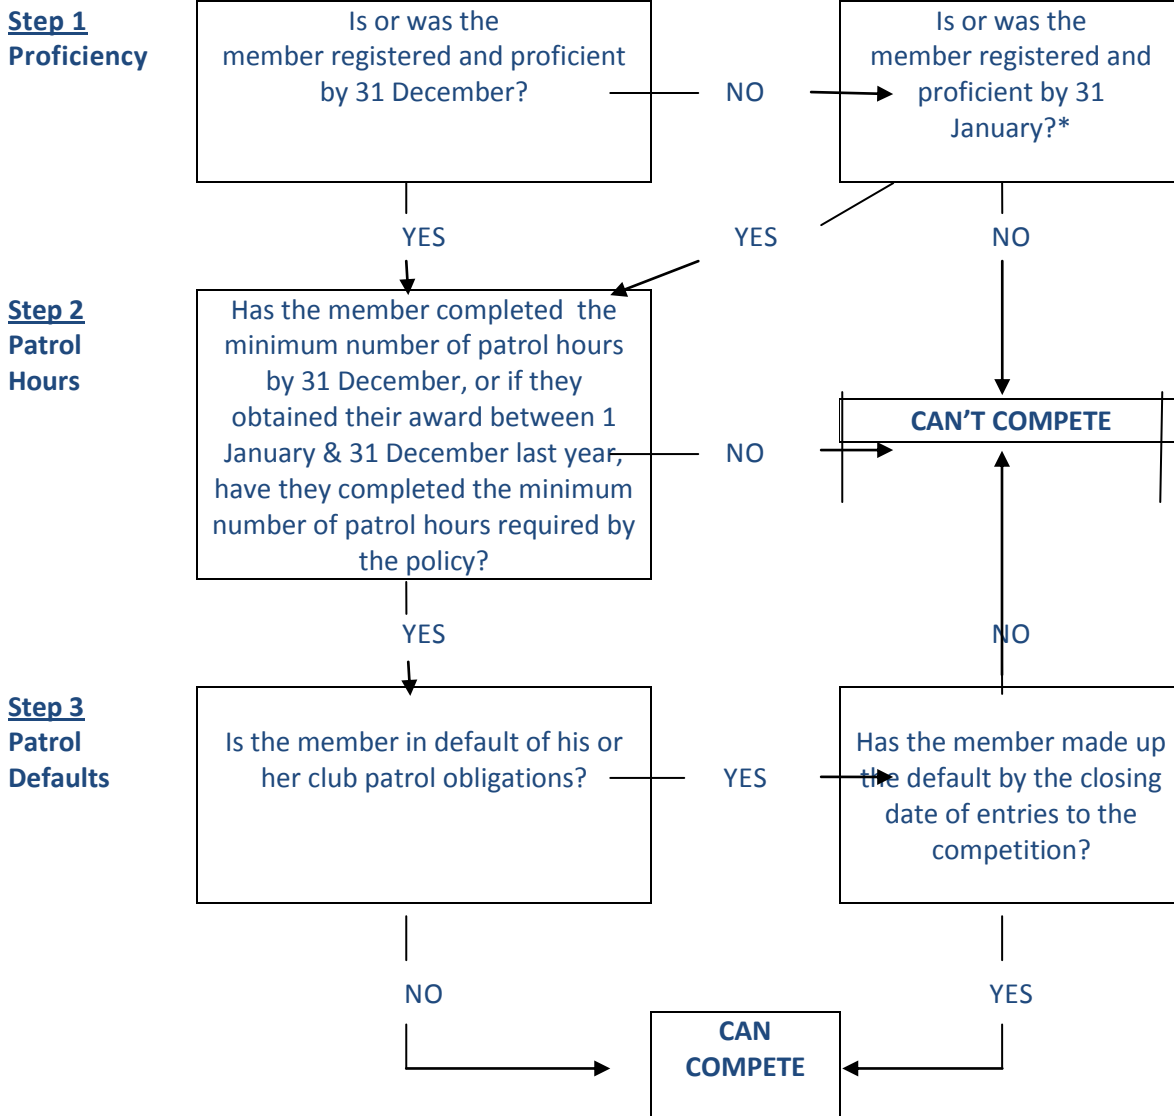 Step 1
Proficiency
Is or was the
member registered and proficient
by 31 December?
NO
Is or was the
member registered and
proficient by 31
January?*
YES
YES
NO
Step 2
Patrol
Hours
Has the member completed the
minimum number of patrol hours
by 31 December, or if they
obtained their award between 1
January & 31 December last year,
have they completed the minimum
number of patrol hours required by
the policy?
NO
CAN'T COMPETE
YES
NO
Step 3
Patrol
Defaults
Is the member in default of his or
her club patrol obligations?
YES
Has the member made up
the default by the closing
date of entries to the
competition?
NO
YES
CAN
COMPETE